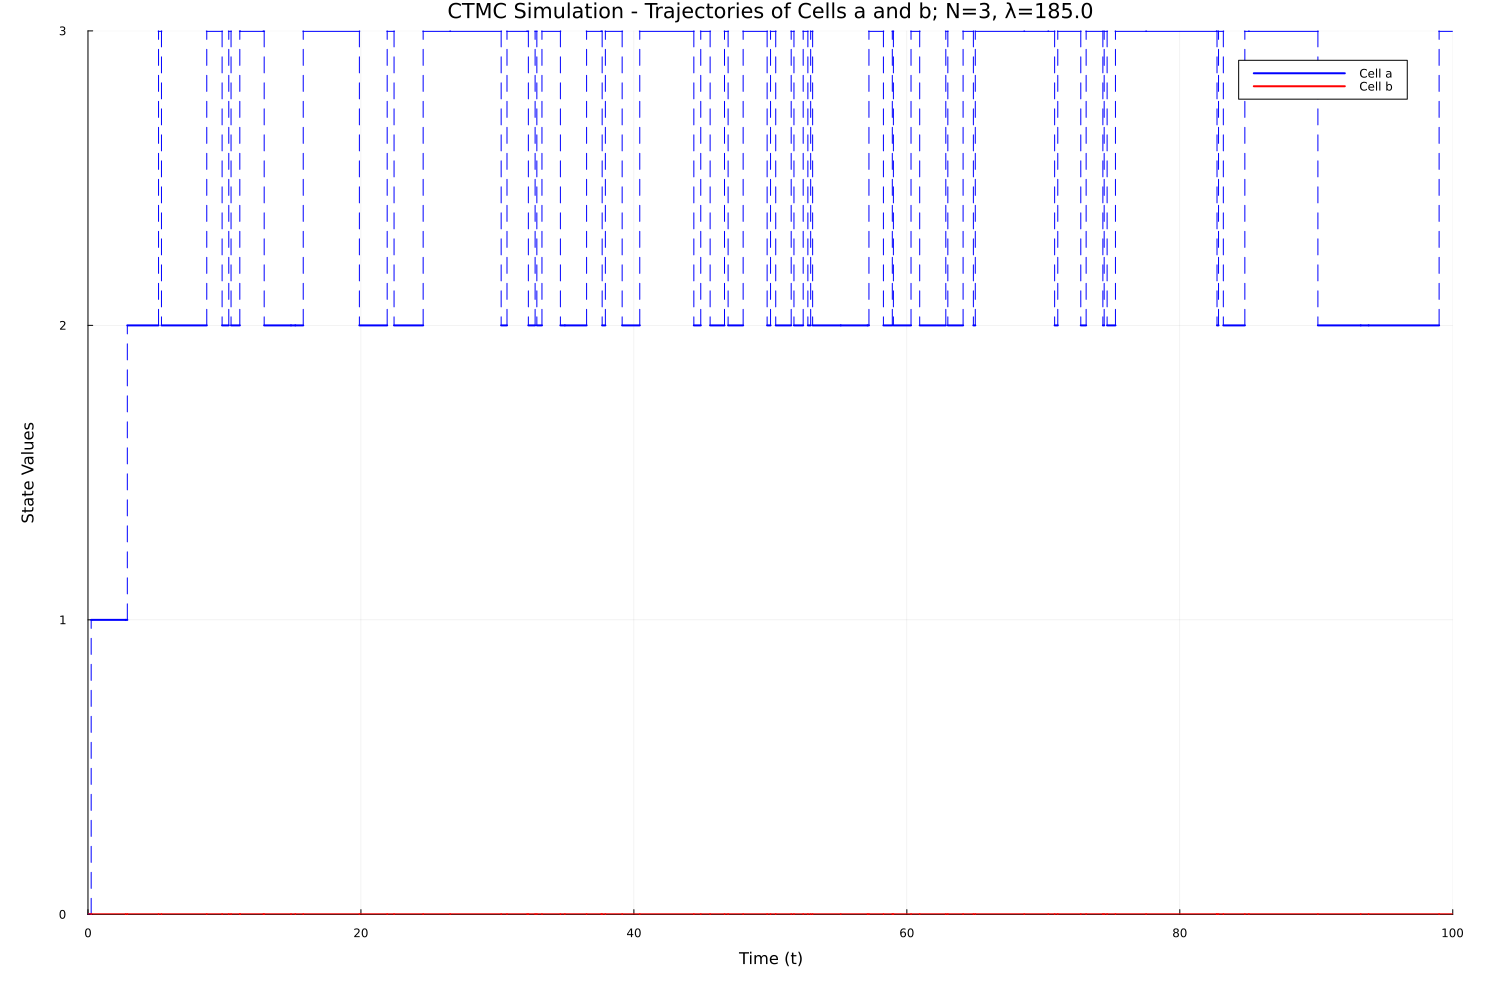 CTMC Simulation - Trajectories of Cells a and b; N=3, λ=185.0
3
Cell a
Cell b
2
State Values
1
0
0 20 40 60 80 100
Time (t)